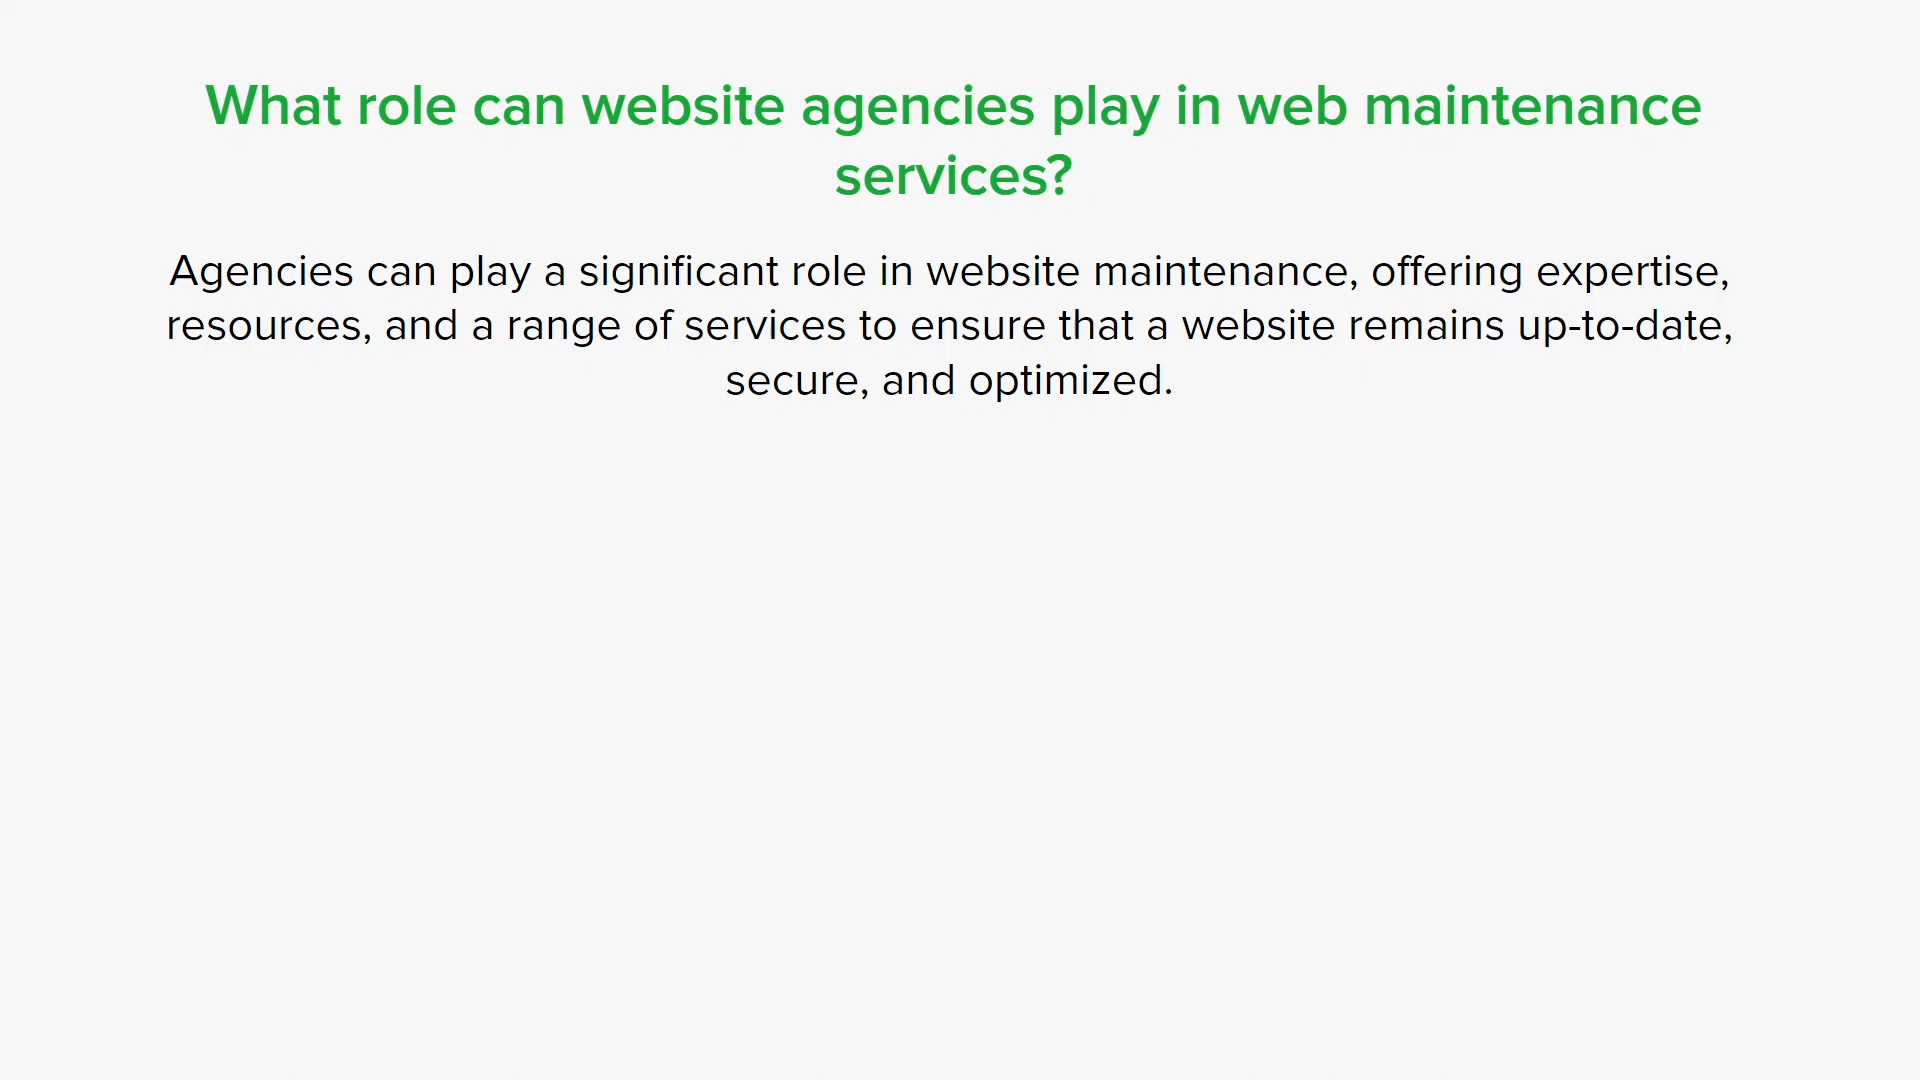 What role can website agencies play in web maintenance
services?
Agencies can play a significant role in website maintenance, offering expertise,
resources, and a range of services to ensure that a website remains up-to-date,
secure, and optimized.